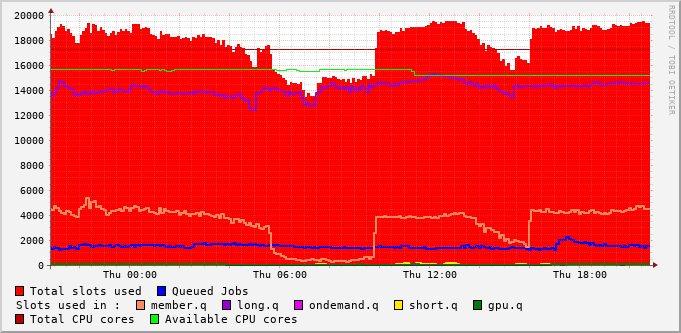 20000
18000
16000
14000
12000
10000
8000
6000
4000
2000
0
Thu 00:00 Thu 06:00 Thu 12:00 Thu 18:00
RRDTOOL / TOBI OETIKER
Total slots used Queued Jobs
Slots used in : member.q long.q ondemand.q short.q gpu.q
Total CPU cores Available CPU cores